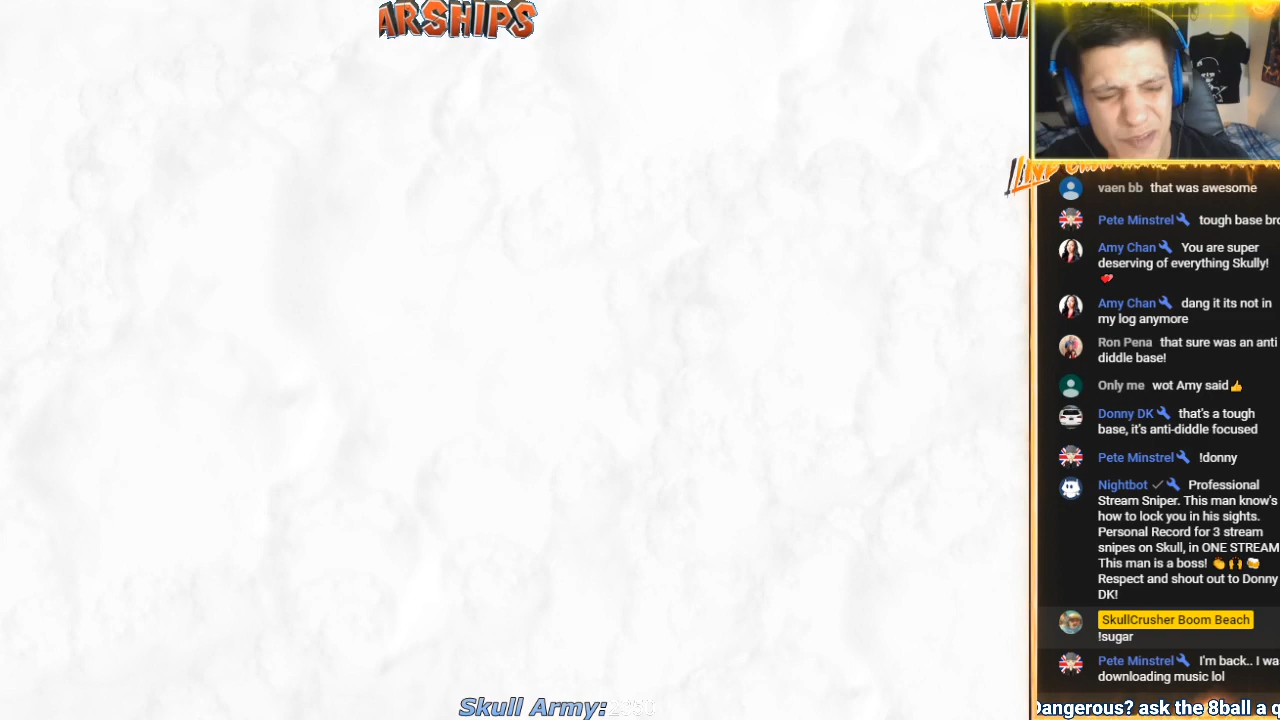 ARSHIPS
WA
LIVE
vaen bb that was awesome
Pete Minstrel tough base bro
Amy Chan You are super
deserving of everything Skully!
Amy Chan dang it its not in
my log anymore
Ron Pena that sure was an anti
diddle base!
Only me wot Amy said
Donny DK that's a tough
base, it's anti-diddle focused
Pete Minstrel !donny
Nightbot Professional
Stream Sniper. This man know's
how to lock you in his sights.
Personal Record for 3 stream
snipes on Skull, in ONE STREAM
This man is a boss!
Respect and shout out to Donny
DK!
SkullCrusher Boom Beach
!sugar
Pete Minstrel I'm back.. I wa
downloading music lol
Skull Army:
Dangerous? ask the 8ball a q